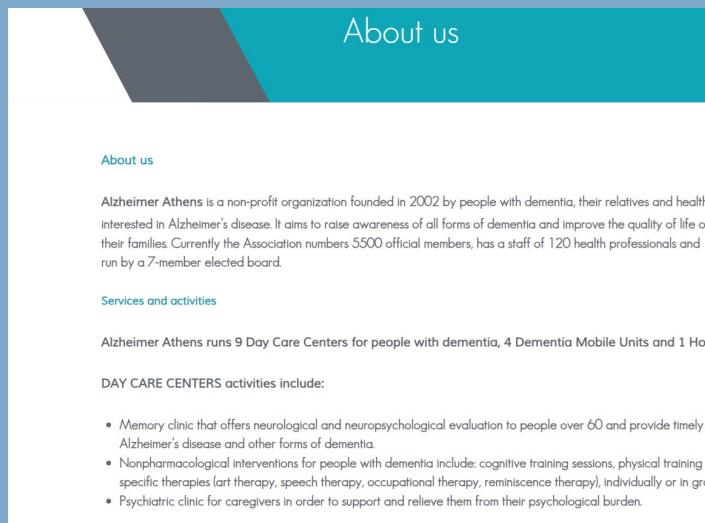 About us
About us
Alzheimer Athens is a non-profit organization founded in 2002 by people with dementia, their relatives and health
interested in Alzheimer's disease. It aims to raise awareness of all forms of dementia and improve the quality of life o
their families. Currently the Association numbers 5500 official members, has a staff of 120 health professionals and
run by a 7-member elected board.
Services and activities
Alzheimer Athens runs 9 Day Care Centers for people with dementia, 4 Dementia Mobile Units and 1 Ho
DAY CARE CENTERS activities include:
• Memory clinic that offers neurological and neuropsychological evaluation to people over 60 and provide timely
Alzheimer's disease and other forms of dementia.
• Nonpharmacological interventions for people with dementia include: cognitive training sessions, physical training
specific therapies (art therapy, speech therapy, occupational therapy, reminiscence therapy), individually or in gr
• Psychiatric clinic for caregivers in order to support and relieve them from their psychological burden.